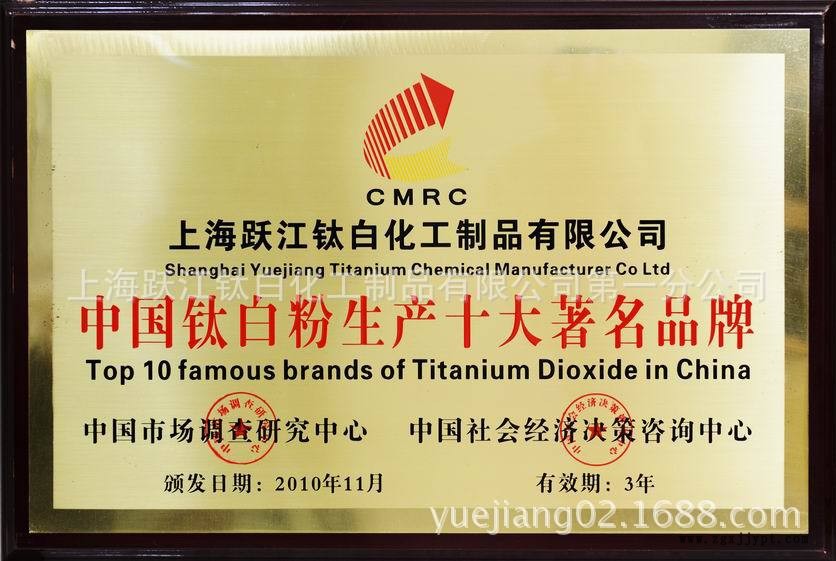 CMRC
上海跃江钛白化工制品有限公司
Shanghai Yuejiang Titanium Chemical Manufacturer Co Ltd
上海跃江钛白化工制品有限公司第一分公司
中国钛白粉生产十大著名品牌
Top 10 famous brands of Titanium Dioxide in China
中国市场调查研究中心 中国社会经济决策咨询中心
颁发日期：2010年11月 有效期：3年
yuejiang02.1688.com